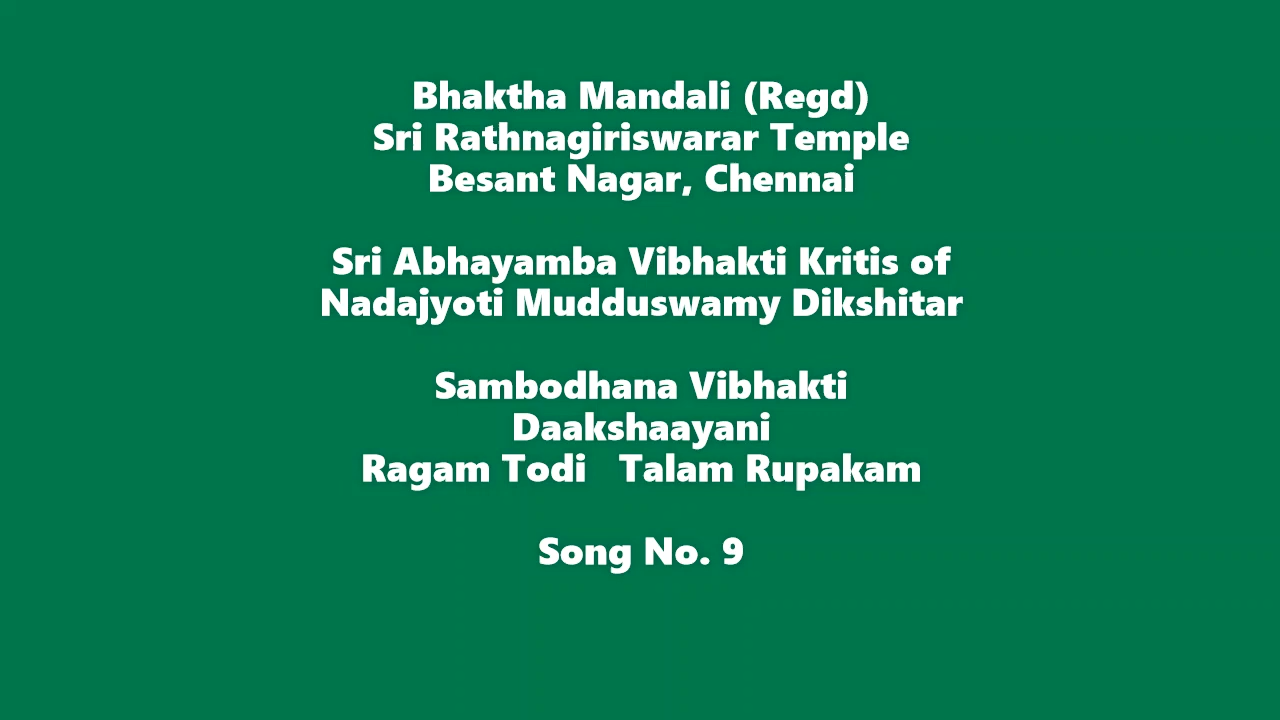 Bhaktha Mandali (Regd)
Sri Rathnagiriswarar Temple
Besant Nagar, Chennai
Sri Abhayamba Vibhakti Kritis of
Nadajyoti Mudduswamy Dikshitar
Sambodhana Vibhakti
Daakshaayani
Ragam Todi   Talam Rupakam
Song No. 9